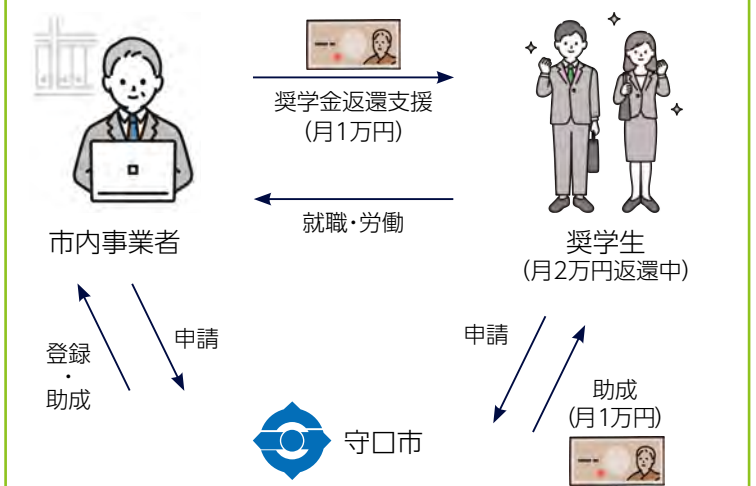 奨学金返還支援
(月1万円)
就職・労働
市内事業者
奨学生
(月2万円返還中)
登録
・
助成
申請
申請
助成
(月1万円)
守口市